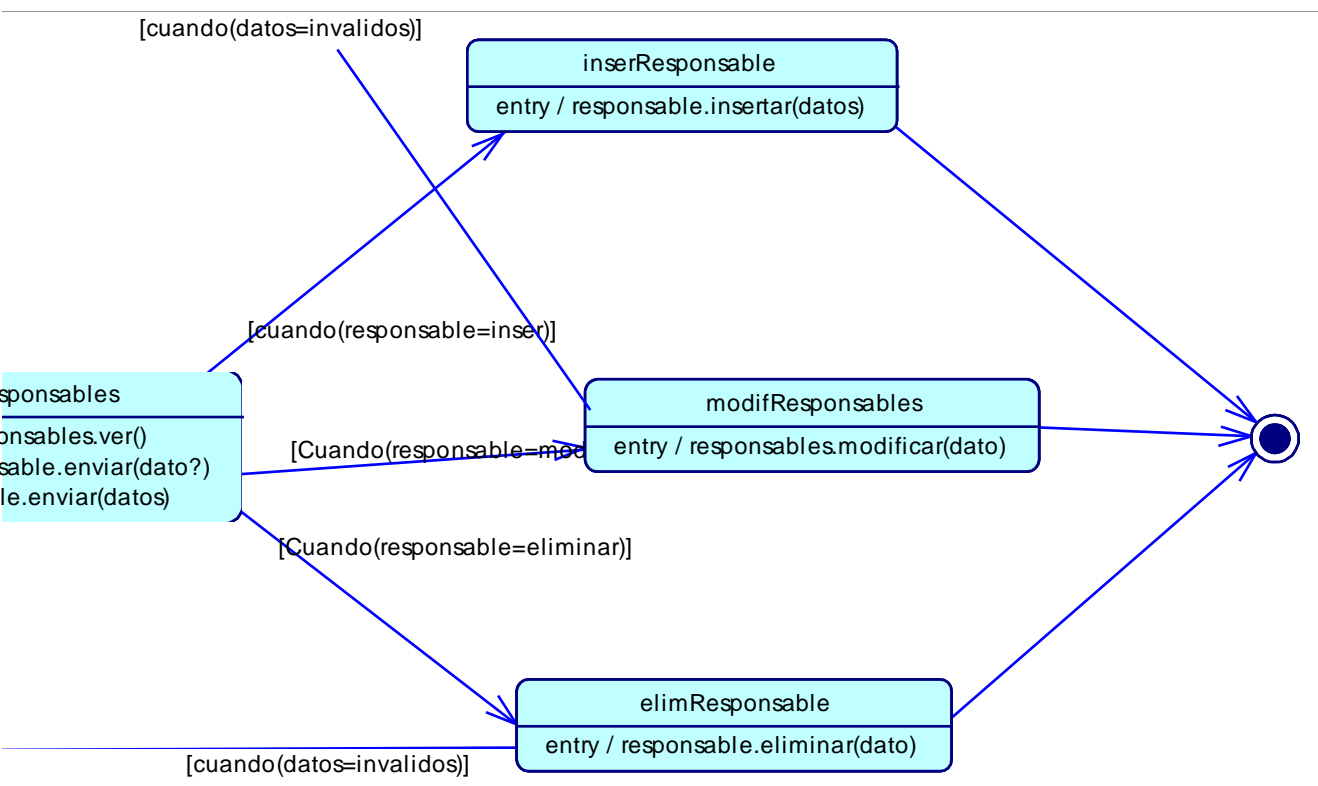 [cuando(datos=invalidos)]
inserResponsable
entry / responsable.insertar(datos)
[cuando(responsable=inser)]
sponsables
onsables.ver()
sable.enviar(dato?)
le.enviar(datos)
[Cuando(responsable=mod
modifResponsables
entry / responsables.modificar(dato)
[Cuando(responsable=eliminar)]
elimResponsable
entry / responsable.eliminar(dato)
[cuando(datos=invalidos)]